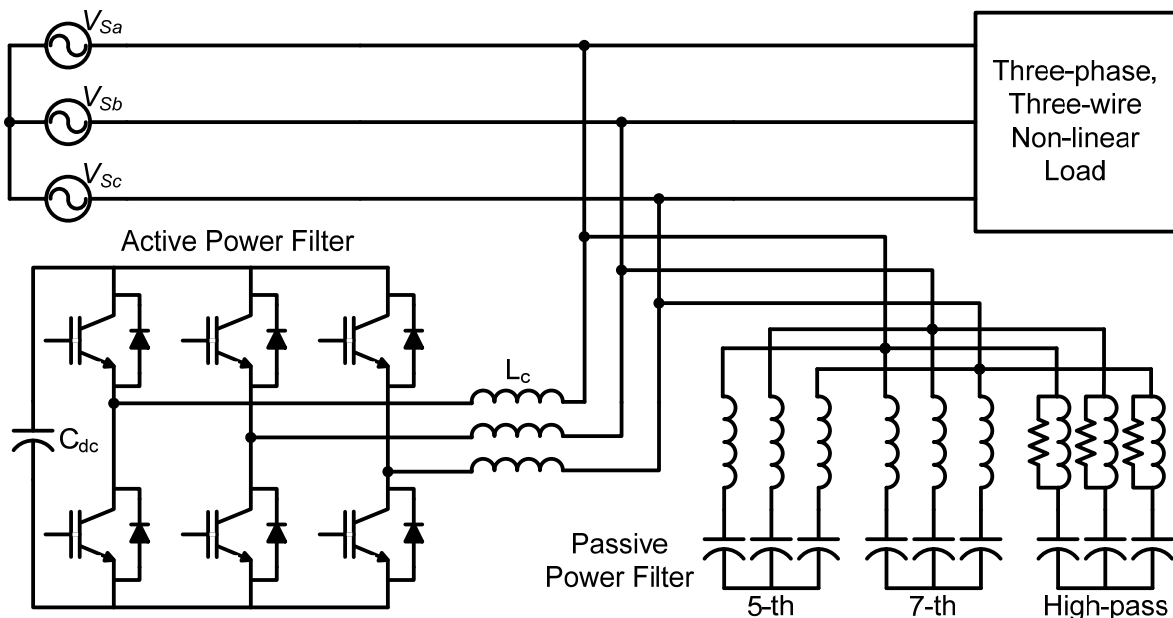 VSa
VSb
VSc
Three-phase,
Three-wire
Non-linear
Load
Active Power Filter
Lc
Cdc
Passive
Power Filter
5-th
7-th
High-pass